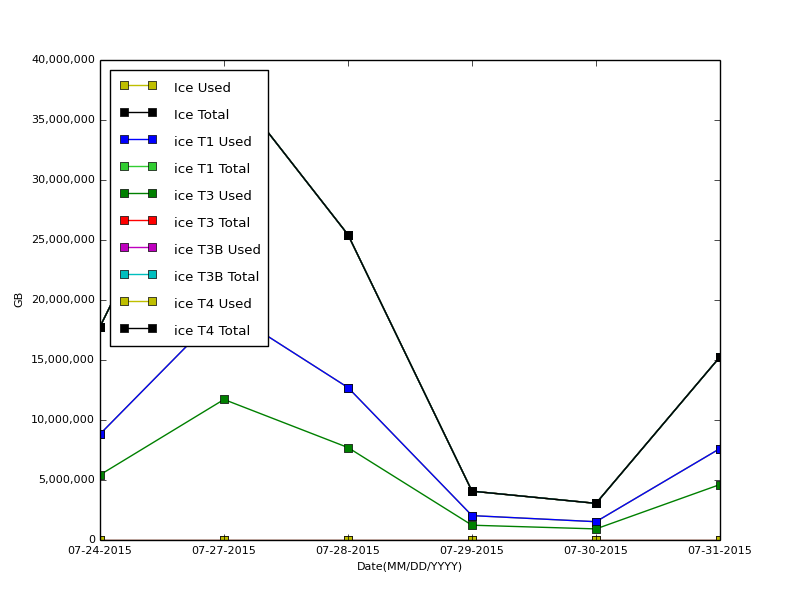 40,000,000
35,000,000
30,000,000
25,000,000
20,000,000
15,000,000
10,000,000
5,000,000
0
GB
Ice Used
Ice Total
ice T1 Used
ice T1 Total
ice T3 Used
ice T3 Total
ice T3B Used
ice T3B Total
ice T4 Used
ice T4 Total
07-24-2015 07-27-2015 07-28-2015 07-29-2015 07-30-2015 07-31-2015
Date(MM/DD/YYYY)